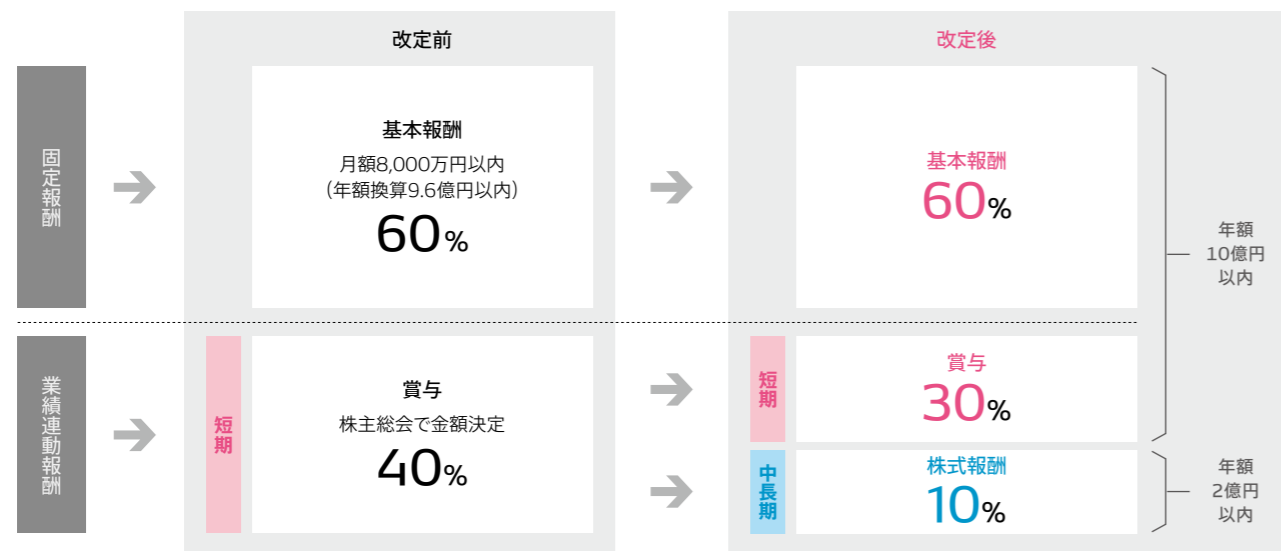 改定前
改定後
固定報酬
基本報酬
月額8,000万円以内
（年額換算9.6億円以内）
60%
基本報酬
60%
年額
10億円
以内
業績連動報酬
短期
賞与
株主総会で金額決定
40%
短期
賞与
30%
中長期
株式報酬
10%
年額
2億円
以内